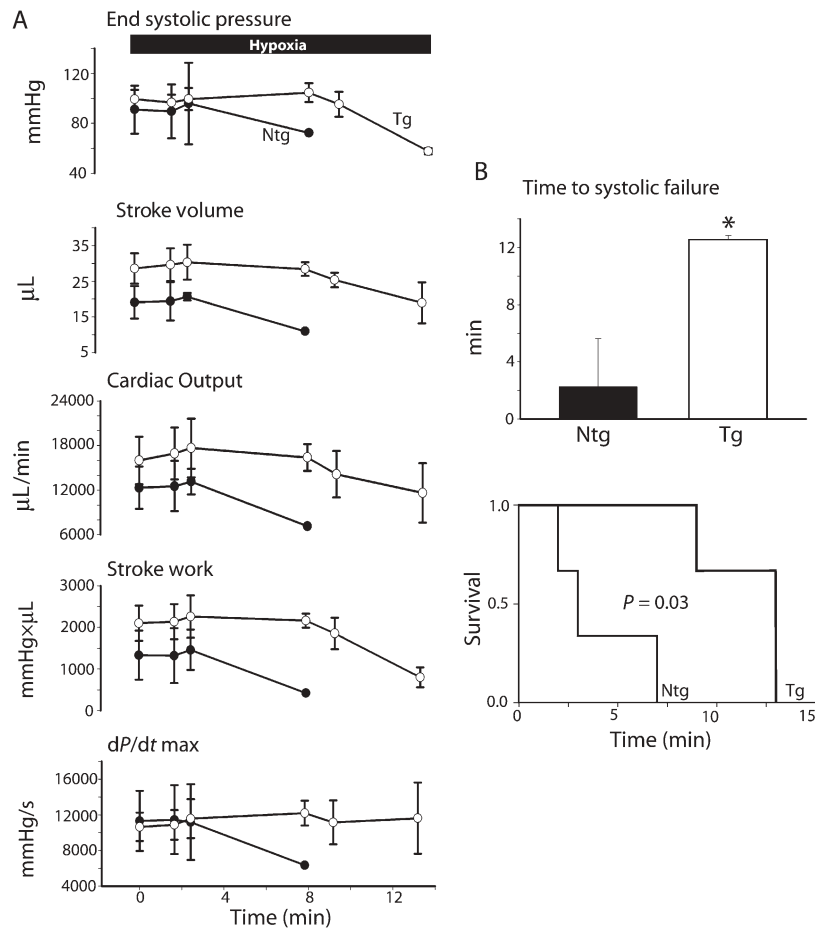 A
End systolic pressure
Hypoxia
mmHg
120
80
40
Ntg
Tg
Stroke volume
μL
35
25
15
5
Cardiac Output
μL/min
24000
18000
12000
6000
Stroke work
mmHg×μL
3000
2000
1000
0
dP/dt max
mmHg/s
16000
12000
8000
4000
0 4 8 12
Time (min)
B
Time to systolic failure
min
12
8
4
0
*
Ntg Tg
Survival
1.0
0.5
0.0
P = 0.03
Ntg
Tg
0 5 10 15
Time (min)